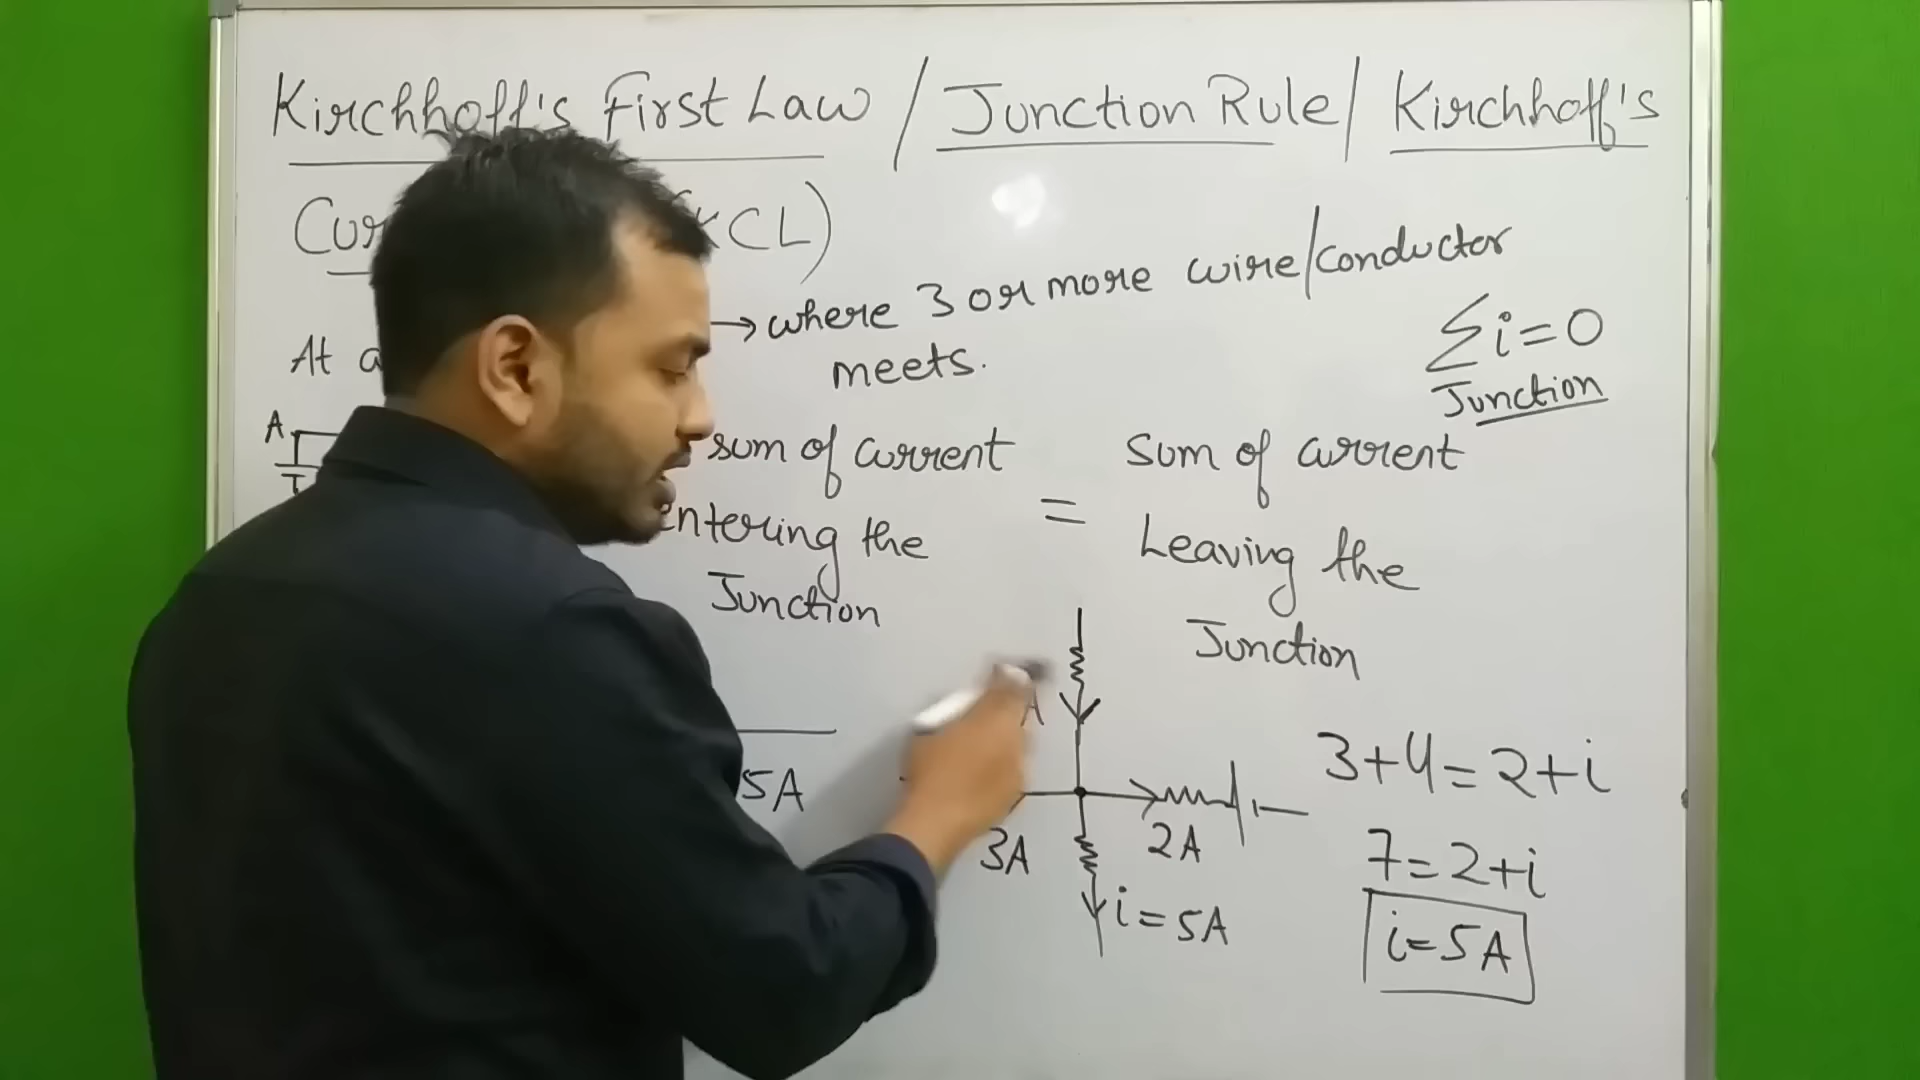 Kirchhoff's First Law / Junction Rule / Kirchhoff's
KCL)
→ where 3 or more wire/conductor
meets.
Σi=0
Junction
At a
A
sum of current
entering the
Junction
=
sum of current
Leaving the
Junction
5A
A
3A
2A
i=5A
3+4=2+i
7=2+i
i=5A